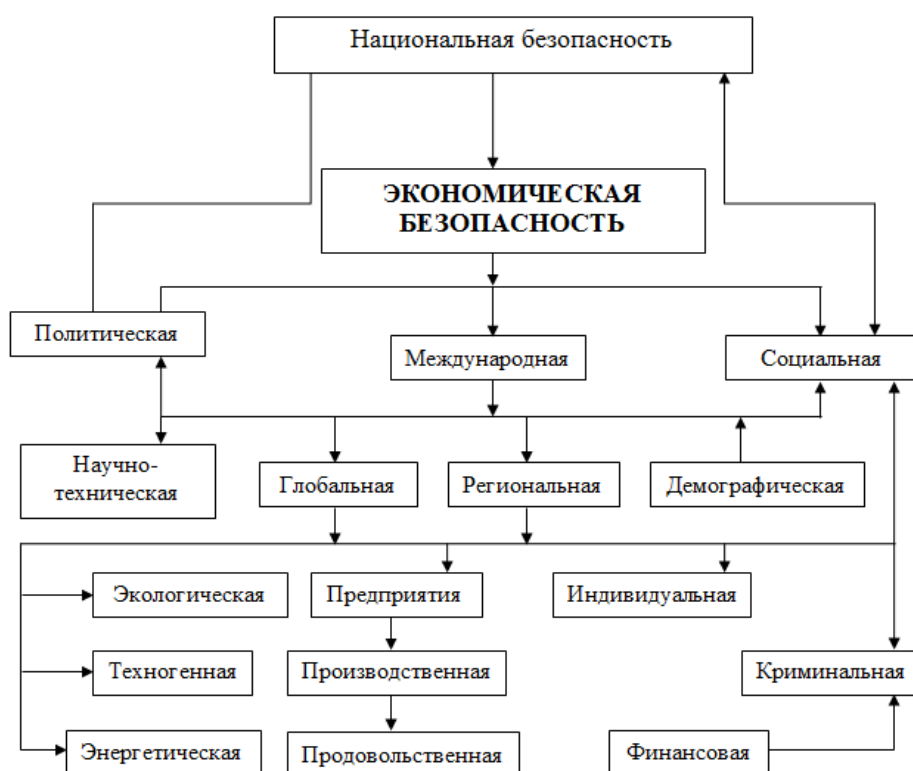 Национальная безопасность
ЭКОНОМИЧЕСКАЯ
БЕЗОПАСНОСТЬ
Политическая
Международная
Социальная
Научно-
техническая
Глобальная
Региональная
Демографическая
Экологическая
Предприятия
Индивидуальная
Техногенная
Производственная
Криминальная
Энергетическая
Продовольственная
Финансовая